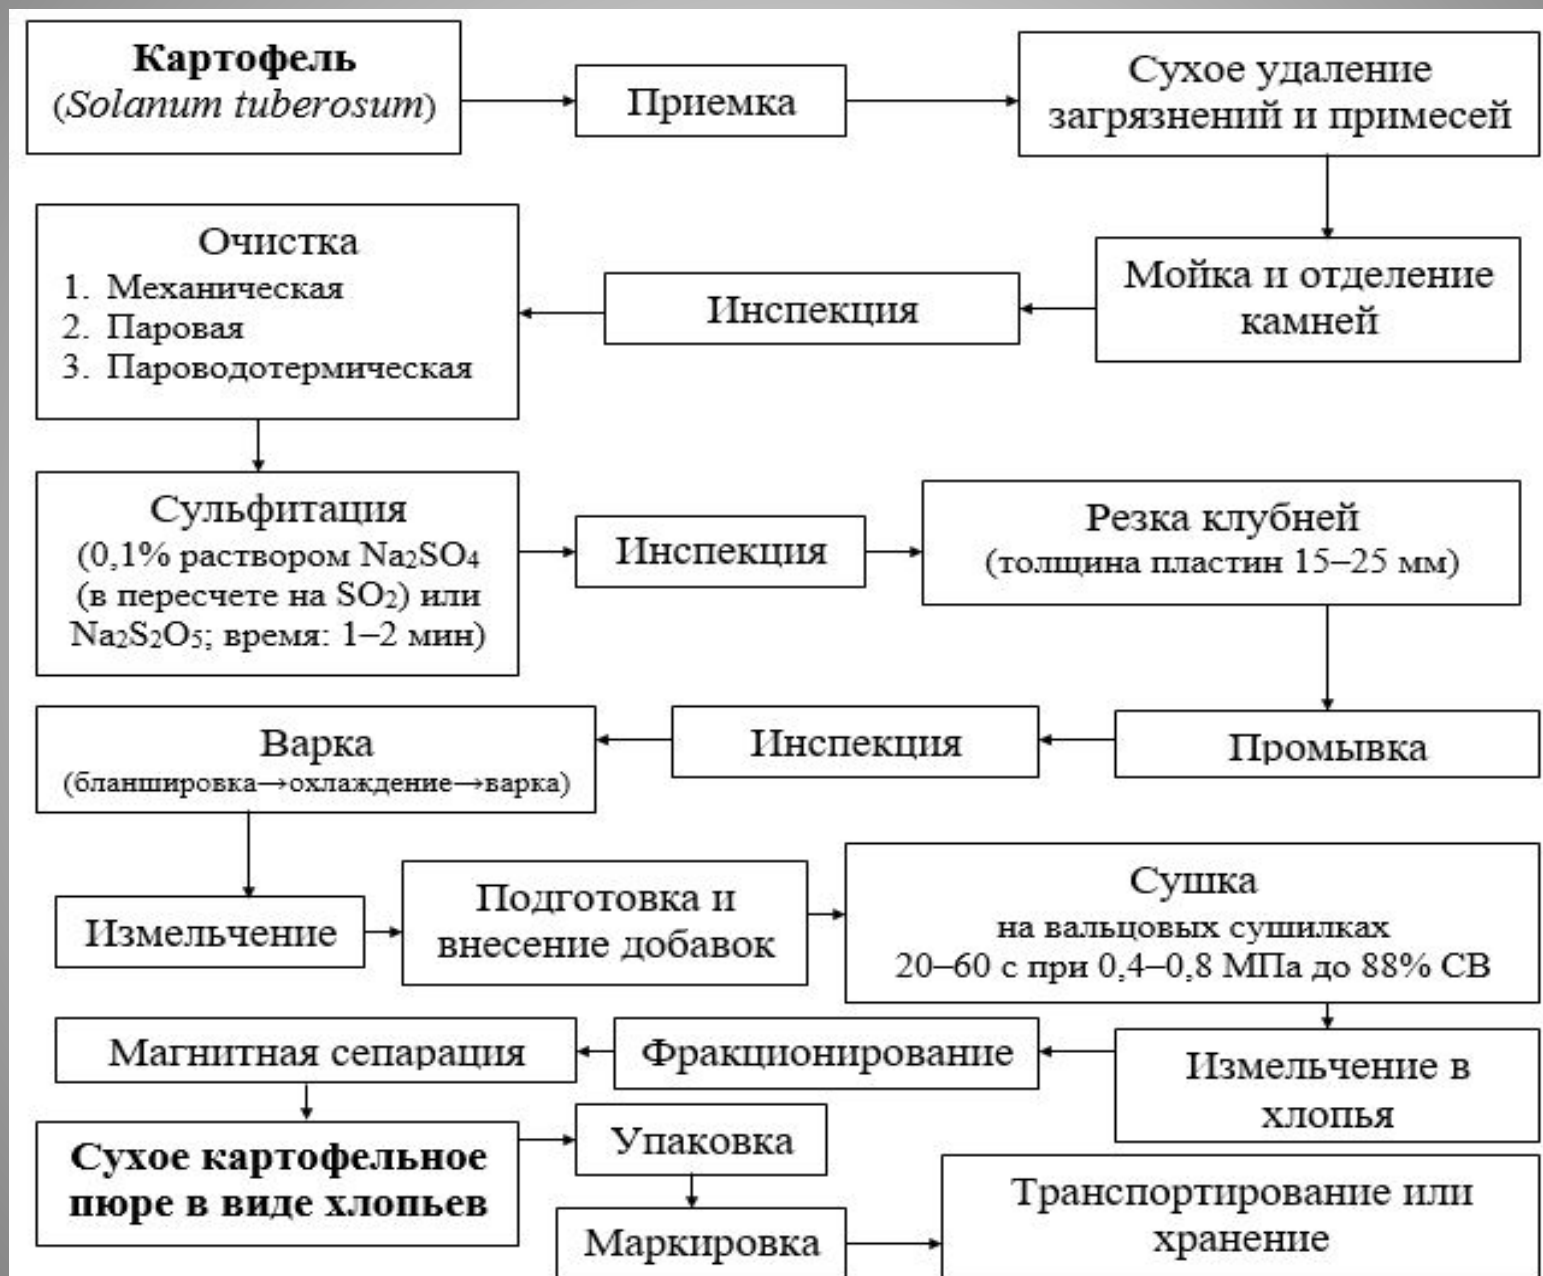 Картофель
(Solanum tuberosum)
Приемка
Сухое удаление
загрязнений и примесей
Мойка и отделение
камней
Инспекция
Очистка
1. Механическая
2. Паровая
3. Пароводотермическая
Сульфитация
(0,1% раствором Na2SO4
(в пересчете на SO2) или
Na2S2O5; время: 1–2 мин)
Инспекция
Резка клубней
(толщина пластин 15–25 мм)
Промывка
Инспекция
Варка
(бланшировка→охлаждение→варка)
Измельчение
Подготовка и
внесение добавок
Сушка
на вальцовых сушилках
20–60 с при 0,4–0,8 МПа до 88% СВ
Измельчение в
хлопья
Фракционирование
Магнитная сепарация
Сухое картофельное
пюре в виде хлопьев
Упаковка
Маркировка
Транспортирование или
хранение